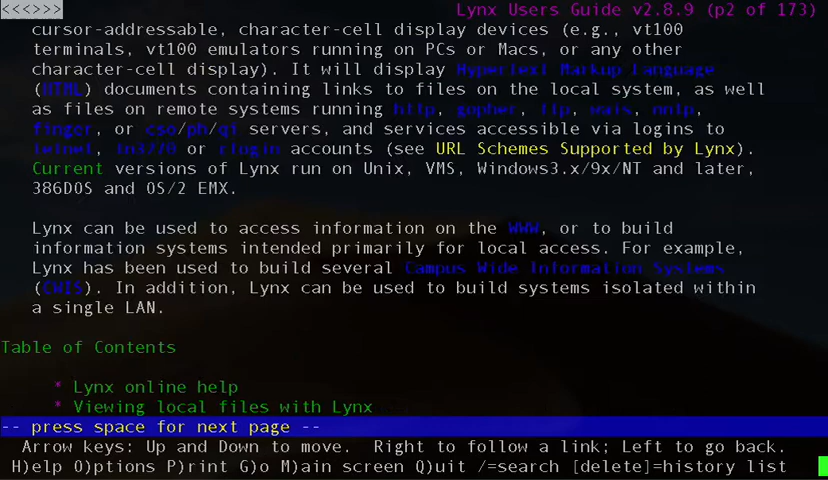 <<<>>> Lynx Users Guide v2.8.9 (p2 of 173)
cursor-addressable, character-cell display devices (e.g., vt100
terminals, vt100 emulators running on PCs or Macs, or any other
character-cell display). It will display Hypertext Markup Language
(HTML) documents containing links to files on the local system, as well
as files on remote systems running http, gopher, ftp, wais, nntp,
finger, or cso/ph/qi servers, and services accessible via logins to
telnet, tn3270 or rlogin accounts (see URL Schemes Supported by Lynx).
Current versions of Lynx run on Unix, VMS, Windows3.x/9x/NT and later,
386DOS and OS/2 EMX.
Lynx can be used to access information on the WWW, or to build
information systems intended primarily for local access. For example,
Lynx has been used to build several Campus Wide Information Systems
(CWIS). In addition, Lynx can be used to build systems isolated within
a single LAN.
Table of Contents
* Lynx online help
* Viewing local files with Lynx
-- press space for next page --
Arrow keys: Up and Down to move. Right to follow a link; Left to go back.
H)elp O)ptions P)rint G)o M)ain screen Q)uit /=search [delete]=history list